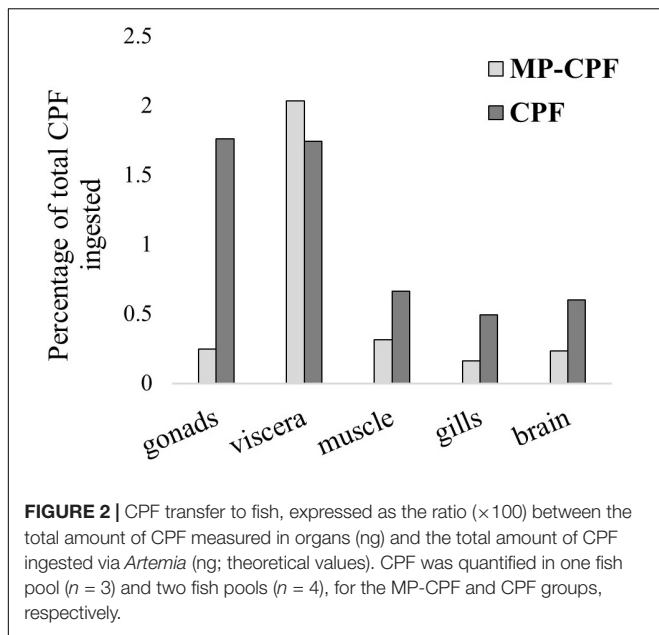 2.5
2
1.5
1
0.5
0
Percentage of total CPF
ingested
MP-CPF
CPF
gonads
viscera
muscle
gills
brain
FIGURE 2 | CPF transfer to fish, expressed as the ratio (×100) between the
total amount of CPF measured in organs (ng) and the total amount of CPF
ingested via Artemia (ng; theoretical values). CPF was quantified in one fish
pool (n = 3) and two fish pools (n = 4), for the MP-CPF and CPF groups,
respectively.